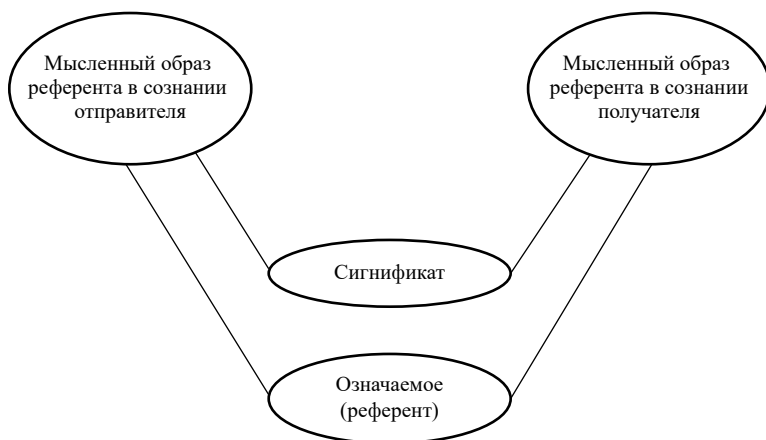 Мысленный образ
референта в сознании
отправителя
Мысленный образ
референта в сознании
получателя
Сигнификат
Означаемое
(референт)